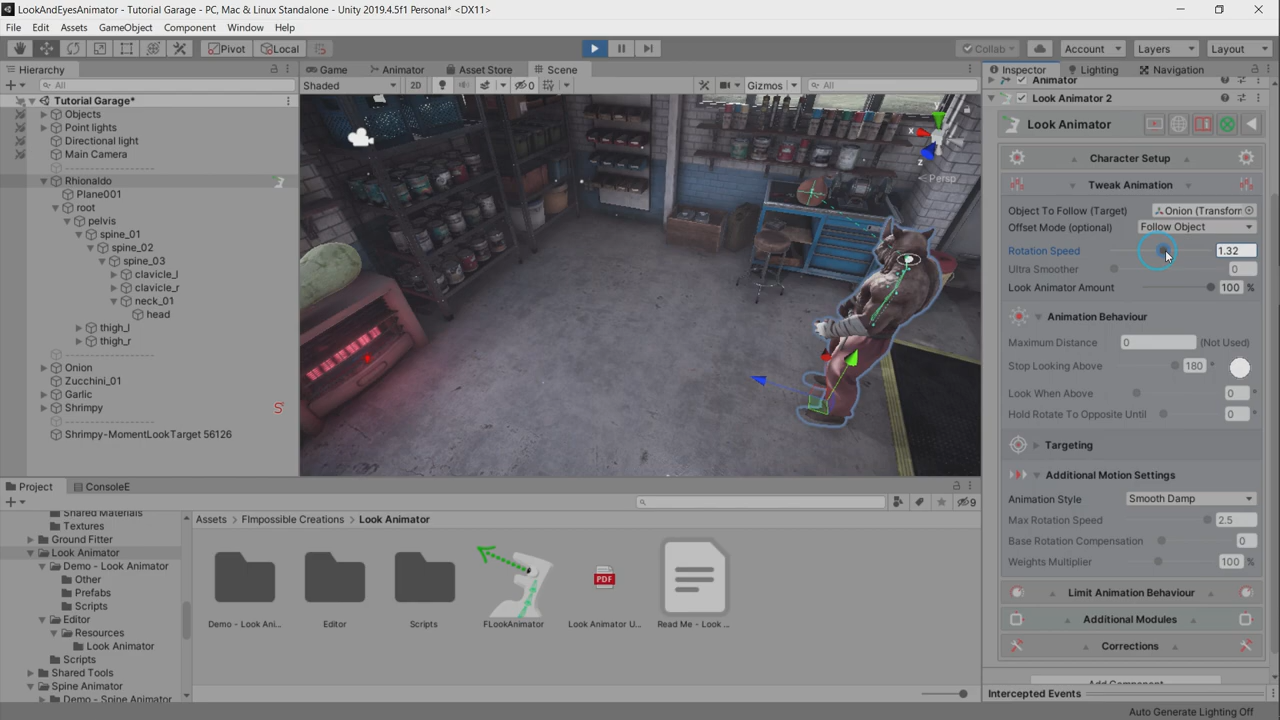 LookAndEyesAnimator - Tutorial Garage - PC, Mac & Linux Standalone - Unity 2019.4.5f1 Personal* <DX11>
File Edit Assets GameObject Component Window Help
Pivot Local Collab Account Layers Layout
Hierarchy
All
Tutorial Garage*
Objects
Point lights
Directional light
Main Camera
--------------------
Rhionaldo
Plane001
root
pelvis
spine_01
spine_02
spine_03
clavicle_l
clavicle_r
neck_01
head
thigh_l
thigh_r
--------------------
Onion
Zucchini_01
Garlic
Shrimpy
--------------------
Shrimpy-MomentLookTarget 56126
Game Animator Asset Store Scene
Shaded 2D 0 Gizmos All
y
x
z
Persp
Inspector Lighting Navigation
Animator
Look Animator 2
Look Animator
Character Setup
Tweak Animation
Object To Follow (Target) Onion (Transform
Offset Mode (optional) Follow Object
Rotation Speed 1.32
Ultra Smoother 0
Look Animator Amount 100 %
Animation Behaviour
Maximum Distance 0 (Not Used)
Stop Looking Above 180 °
Look When Above 0 °
Hold Rotate To Opposite Until 0 °
Targeting
Additional Motion Settings
Animation Style Smooth Damp
Max Rotation Speed 2.5
Base Rotation Compensation 0
Weights Multiplier 100 %
Limit Animation Behaviour
Additional Modules
Corrections
Add Component
Intercepted Events
Auto Generate Lighting Off
Project ConsoleE
9
Shared Materials
Textures
Ground Fitter
Look Animator
Demo - Look Animator
Other
Prefabs
Scripts
Editor
Resources
Look Animator
Scripts
Shared Tools
Spine Animator
Demo - Spine Animator
Assets > FImpossible Creations > Look Animator
PDF
Demo - Look Ani... Editor Scripts FLookAnimator Look Animator U... Read Me - Look ...